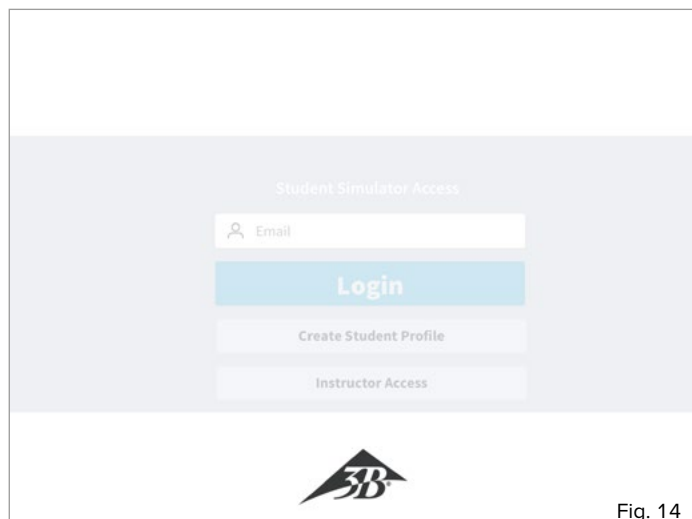 Student Simulator Access
Email
Login
Create Student Profile
Instructor Access
3B®
Fig. 14